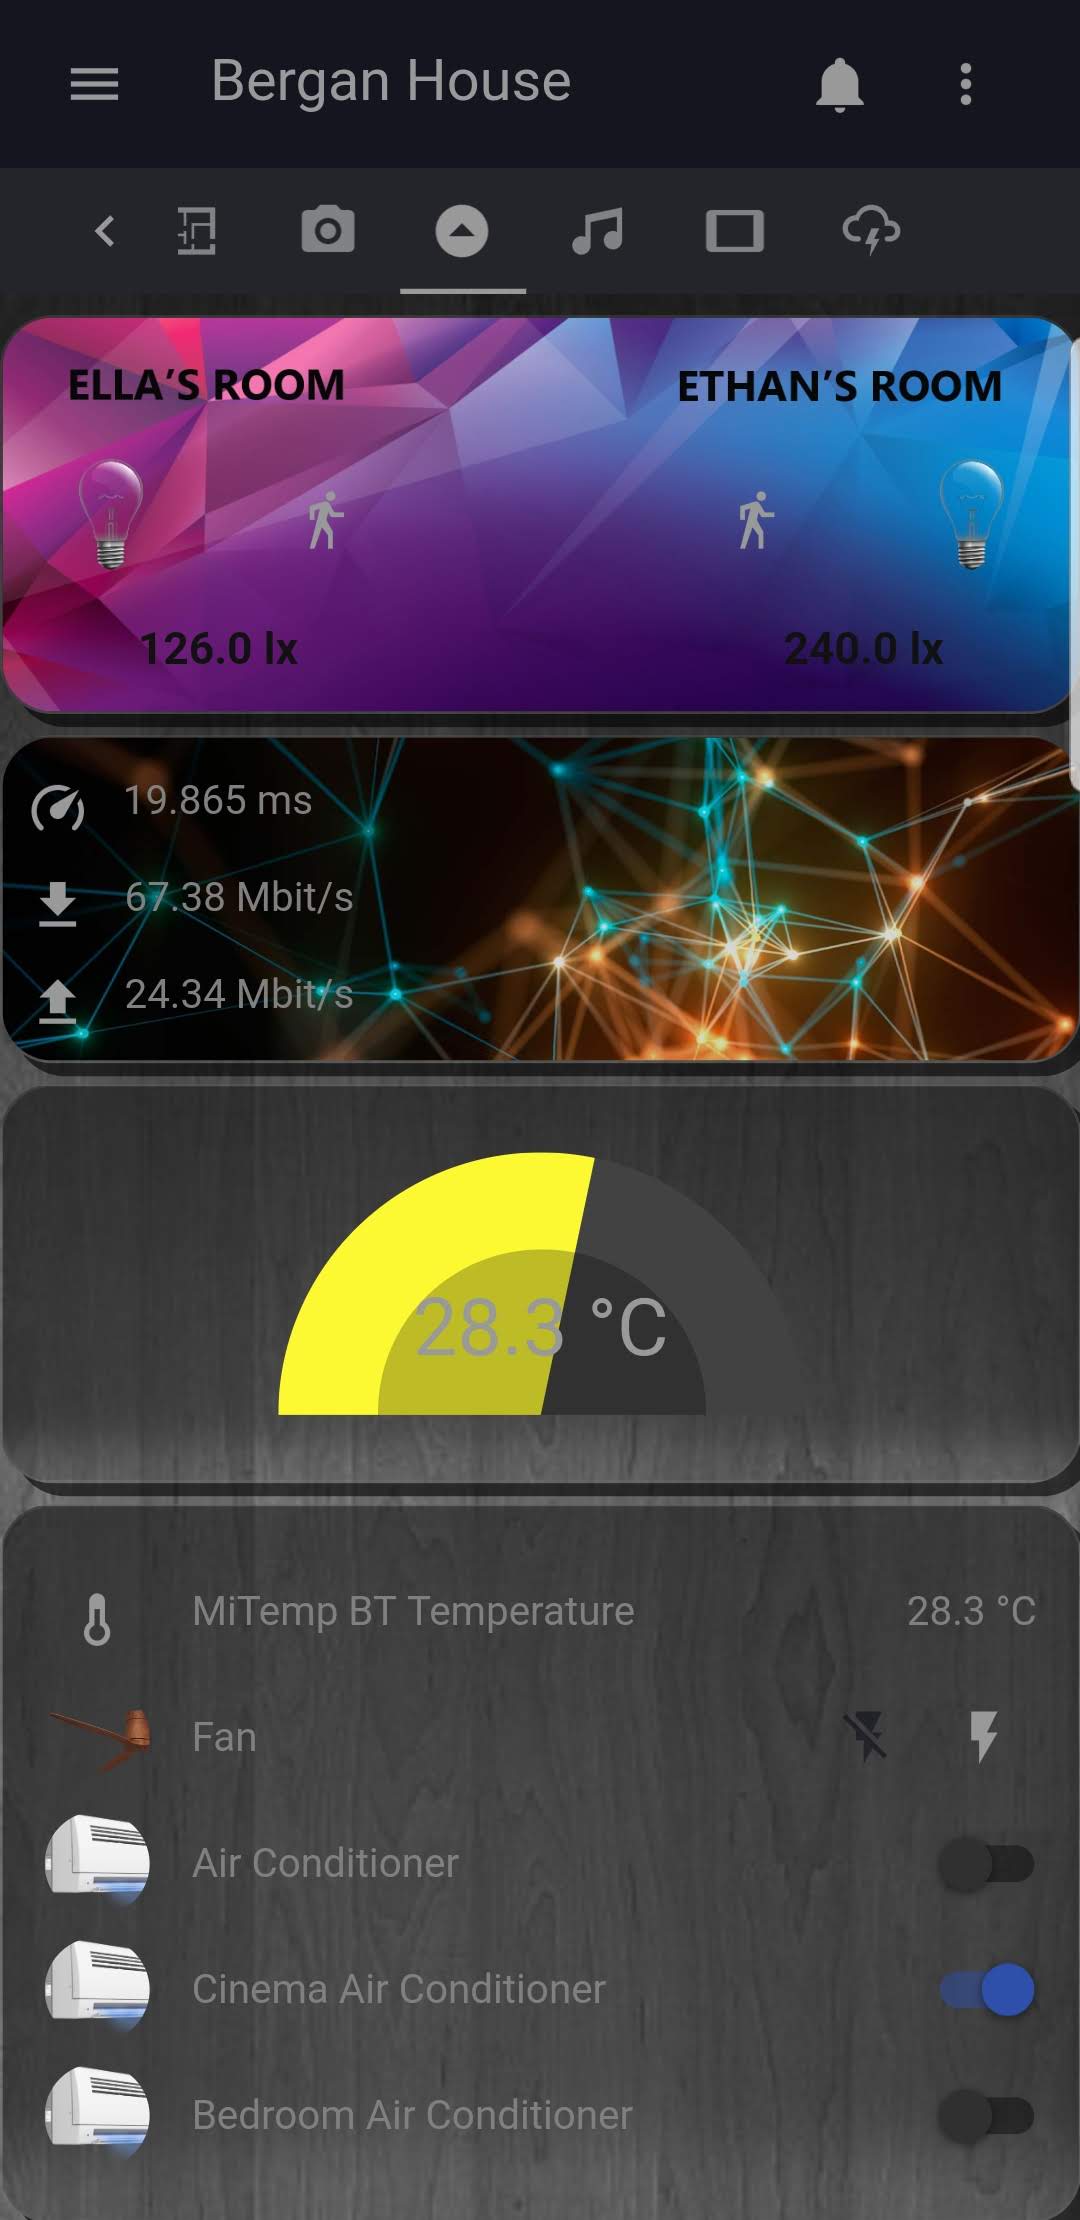 Bergan House
ELLA'S ROOM
ETHAN'S ROOM
126.0 lx
240.0 lx
19.865 ms
67.38 Mbit/s
24.34 Mbit/s
28.3 °C
MiTemp BT Temperature 28.3 °C
Fan
Air Conditioner
Cinema Air Conditioner
Bedroom Air Conditioner